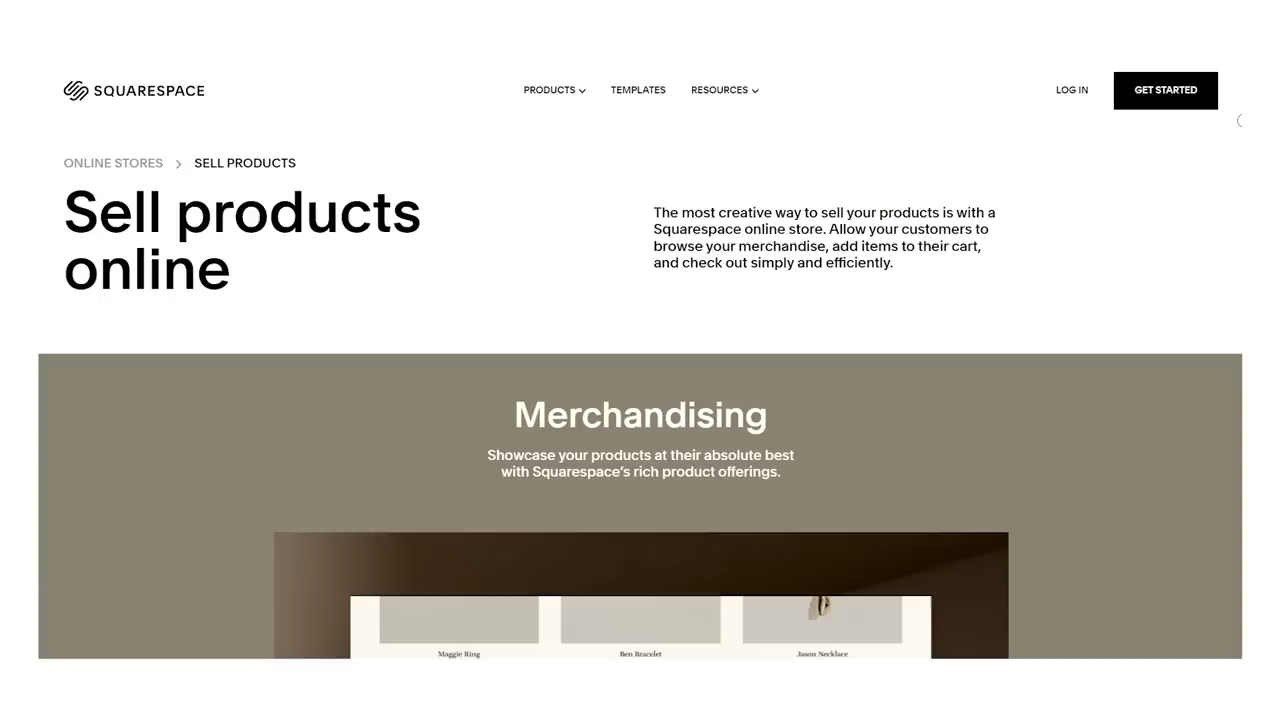 SQUARESPACE
PRODUCTS
TEMPLATES
RESOURCES
LOG IN
GET STARTED
ONLINE STORES
SELL PRODUCTS
Sell products
online
The most creative way to sell your products is with a
Squarespace online store. Allow your customers to
browse your merchandise, add items to their cart,
and check out simply and efficiently.
Merchandising
Showcase your products at their absolute best
with Squarespace’s rich product offerings.
Maggie Ring
Ben Bracelet
Jason Necklace